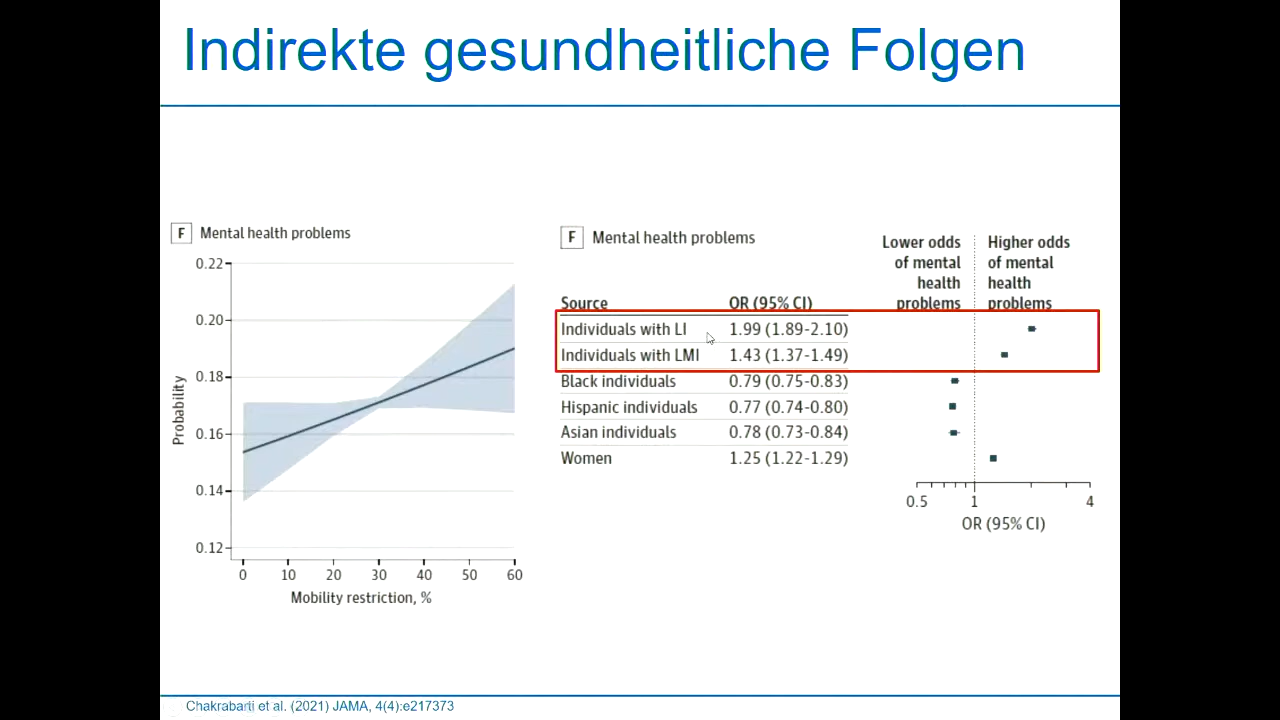 Indirekte gesundheitliche Folgen
F Mental health problems
0.22
0.20
0.18
0.16
0.14
0.12
Probability
0 10 20 30 40 50 60
Mobility restriction, %
F Mental health problems
Lower odds
of mental
health
problems
Higher odds
of mental
health
problems
Source OR (95% CI)
Individuals with LI 1.99 (1.89-2.10)
Individuals with LMI 1.43 (1.37-1.49)
Black individuals 0.79 (0.75-0.83)
Hispanic individuals 0.77 (0.74-0.80)
Asian individuals 0.78 (0.73-0.84)
Women 1.25 (1.22-1.29)
0.5 1 4
OR (95% CI)
Chakrabarti et al. (2021) JAMA, 4(4):e217373